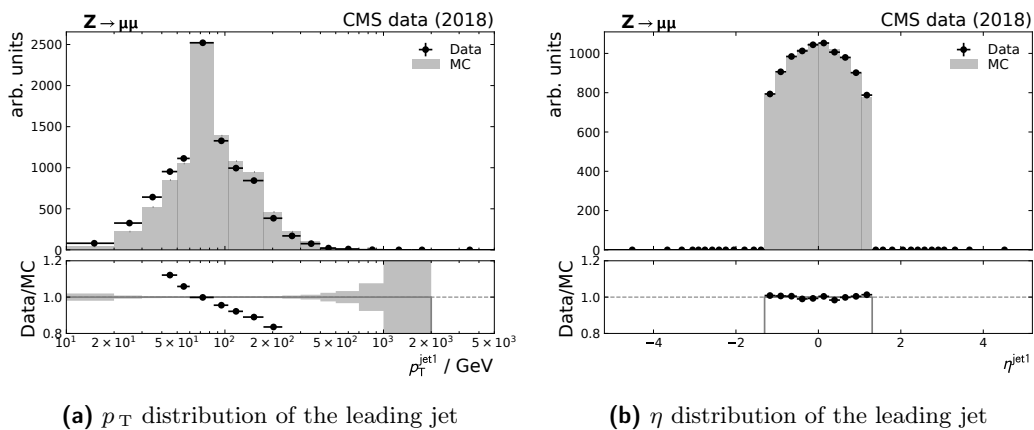 Z → μμ CMS data (2018)
arb. units
2500
2000
1500
1000
500
0
Data
MC
Data/MC
1.2
1.0
0.8
10¹ 2 × 10¹ 5 × 10¹ 10² 2 × 10² 5 × 10² 10³ 2 × 10³ 5 × 10³
p_T^jet1 / GeV
(a) p_T distribution of the leading jet
Z → μμ CMS data (2018)
arb. units
1000
800
600
400
200
0
Data
MC
Data/MC
1.2
1.0
0.8
−4 −2 0 2 4
η^jet1
(b) η distribution of the leading jet